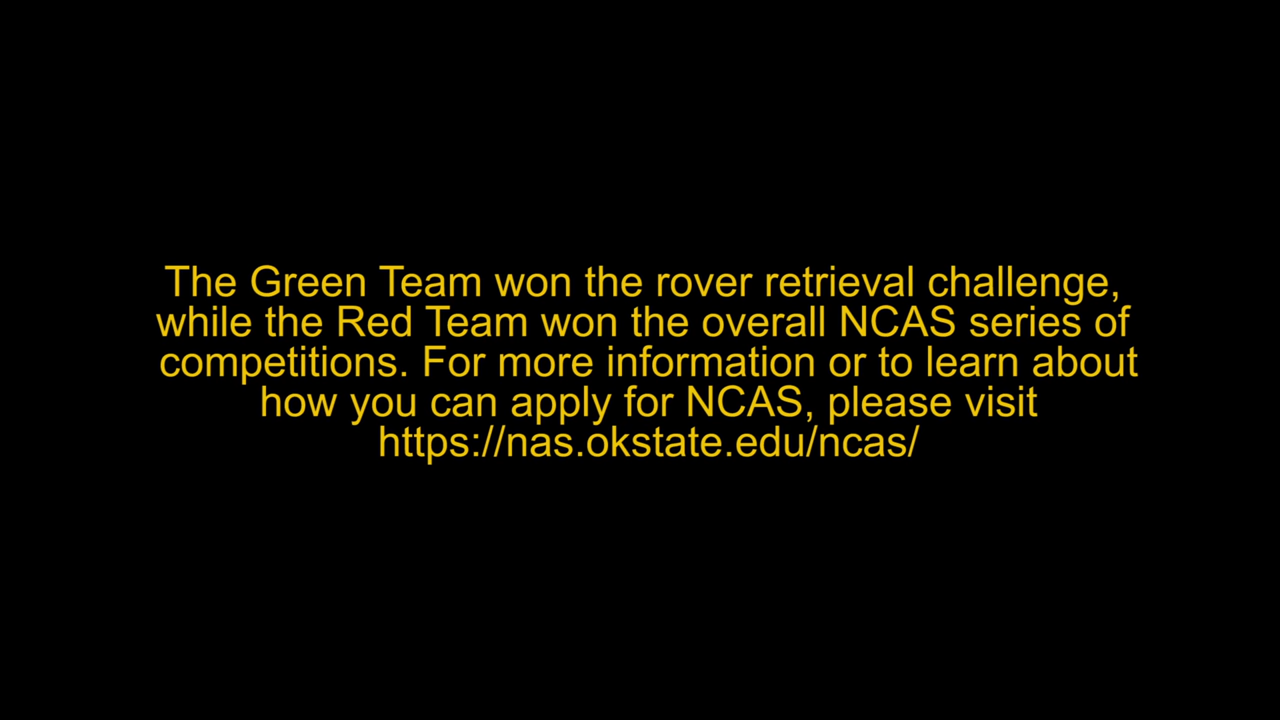 The Green Team won the rover retrieval challenge,
while the Red Team won the overall NCAS series of
competitions. For more information or to learn about
how you can apply for NCAS, please visit
https://nas.okstate.edu/ncas/